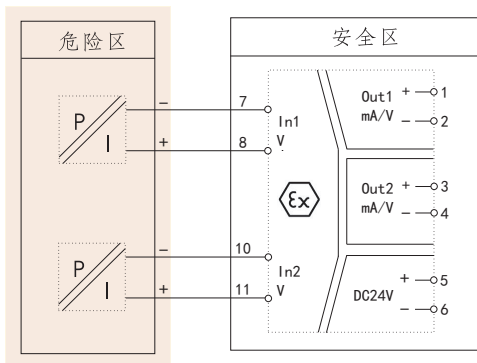 危险区
安全区
P
I
−
7
+
8
In1
V
Ex
Out1
mA/V
+
1
−
2
Out2
mA/V
+
3
−
4
P
I
−
10
+
11
In2
V
DC24V
+
5
−
6